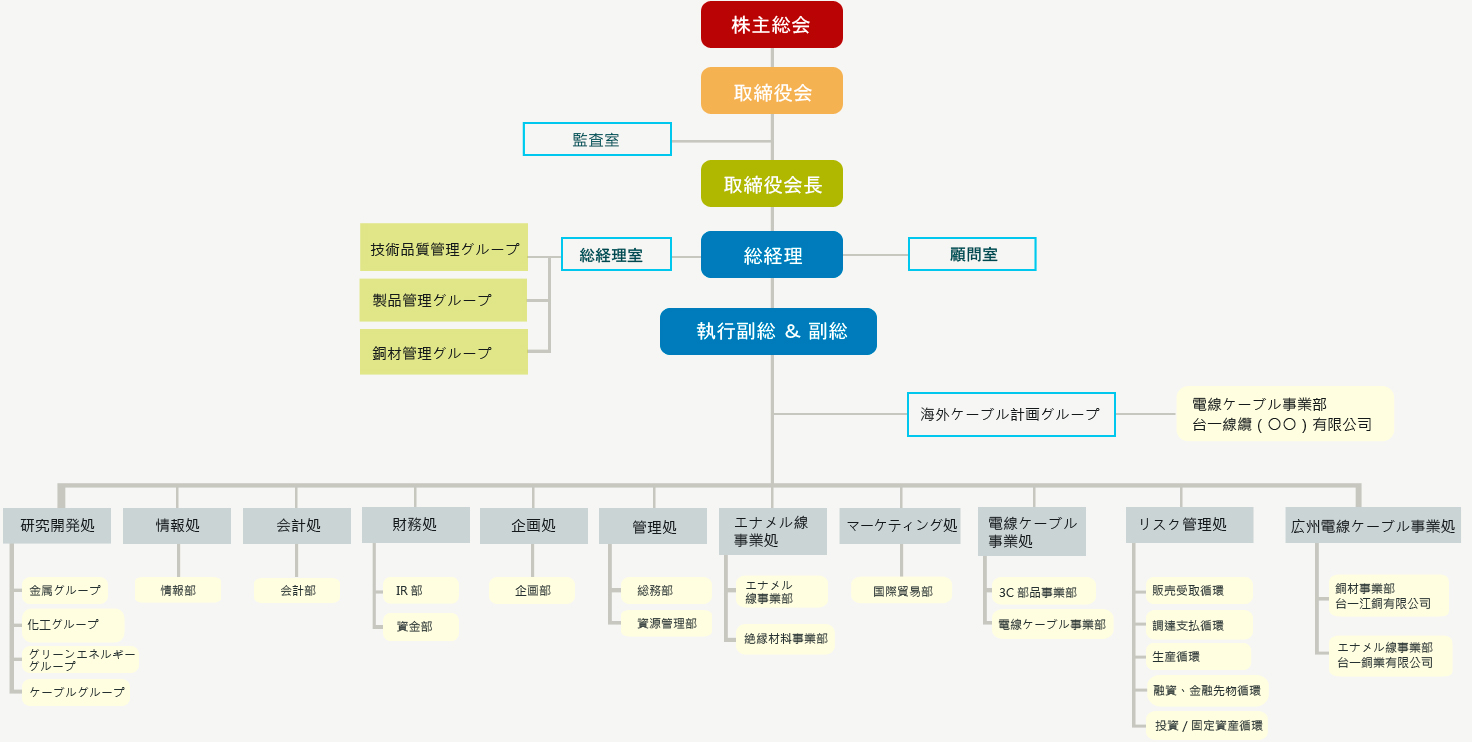 株主総会
取締役会
監査室
取締役会長
技術品質管理グループ
総経理室
総経理
顧問室
製品管理グループ
銅材管理グループ
執行副総 & 副総
海外ケーブル計画グループ
電線ケーブル事業部
台一線纜 ( 〇〇 ) 有限公司
研究開発処
情報処
会計処
財務処
企画処
管理処
エナメル線
事業処
マーケティング処
電線ケーブル
事業処
リスク管理処
広州電線ケーブル事業処
金属グループ
化工グループ
グリーンエネルギー
グループ
ケーブルグループ
情報部
会計部
IR 部
資金部
企画部
総務部
資源管理部
エナメル
線事業部
絶縁材料事業部
国際貿易部
3C 部品事業部
電線ケーブル事業部
販売受取循環
調達支払循環
生産循環
融資、金融先物循環
投資 / 固定資産循環
銅材事業部
台一江銅有限公司
エナメル線事業部
台一銅業有限公司